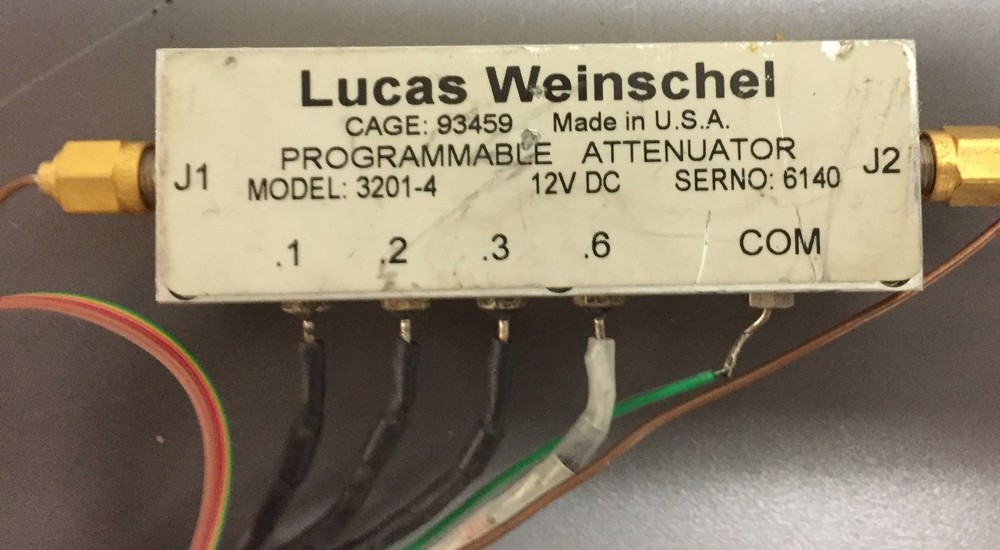 Lucas Weinschel
CAGE: 93459 Made in U.S.A.
PROGRAMMABLE ATTENUATOR
J1 MODEL: 3201-4 12V DC SERNO: 6140 J2
.1 .2 .3 .6 COM